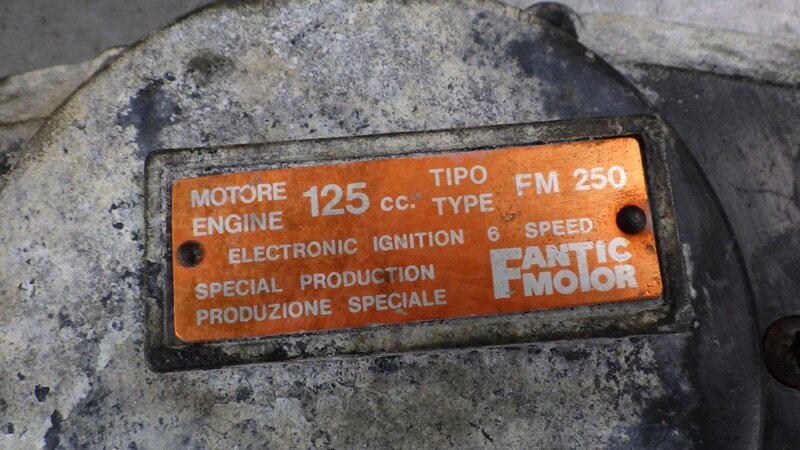 MOTORE ENGINE 125 cc. TIPO TYPE FM 250
ELECTRONIC IGNITION 6 SPEED
SPECIAL PRODUCTION
PRODUZIONE SPECIALE
FANTIC MOTOR